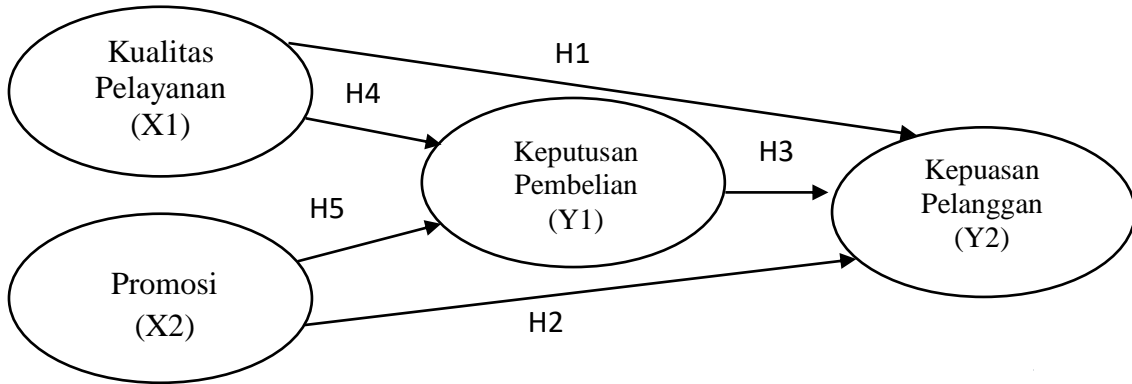 Kualitas
Pelayanan
(X1)
H1
H4
Keputusan
Pembelian
(Y1)
H3
Kepuasan
Pelanggan
(Y2)
H5
Promosi
(X2)
H2